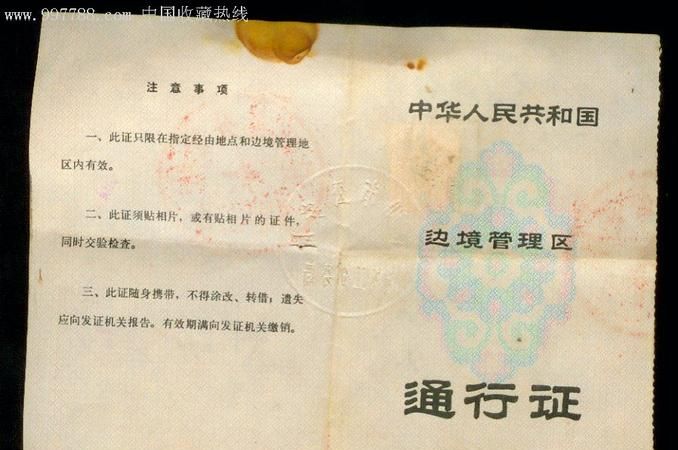 www.997788.com 中国收藏热线
注意事项
一、此证只限在指定经由地点和边境管理地
区内有效。
二、此证须贴相片，或有贴相片的证件，
同时交验检查。
三、此证随身携带，不得涂改、转借；遗失
应向发证机关报告。有效期满向发证机关缴销。
中华人民共和国
边境管理区
通行证